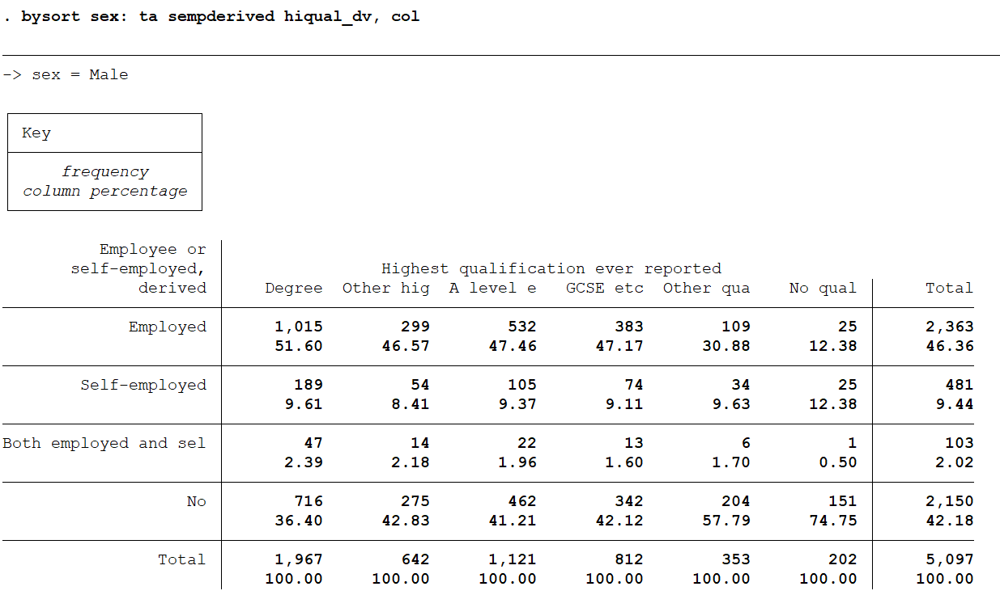 . bysort sex: ta sempderived hiqual_dv, col
-> sex = Male
Key
frequency
column percentage
Employee or
self-employed, Highest qualification ever reported
derived Degree Other hig A level e GCSE etc Other qua No qual Total
Employed 1,015 299 532 383 109 25 2,363
51.60 46.57 47.46 47.17 30.88 12.38 46.36
Self-employed 189 54 105 74 34 25 481
9.61 8.41 9.37 9.11 9.63 12.38 9.44
Both employed and sel 47 14 22 13 6 1 103
2.39 2.18 1.96 1.60 1.70 0.50 2.02
No 716 275 462 342 204 151 2,150
36.40 42.83 41.21 42.12 57.79 74.75 42.18
Total 1,967 642 1,121 812 353 202 5,097
100.00 100.00 100.00 100.00 100.00 100.00 100.00